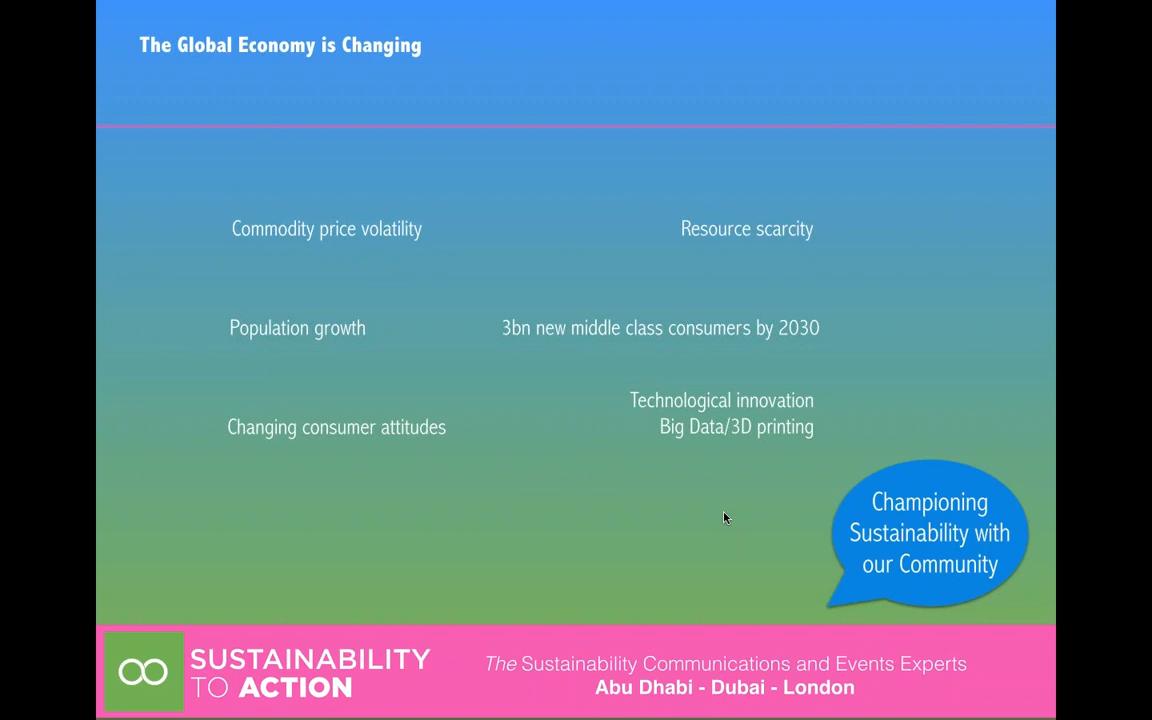 The Global Economy is Changing
Commodity price volatility
Resource scarcity
Population growth
3bn new middle class consumers by 2030
Changing consumer attitudes
Technological innovation
Big Data/3D printing
Championing
Sustainability with
our Community
SUSTAINABILITY
TO ACTION
The Sustainability Communications and Events Experts
Abu Dhabi - Dubai - London